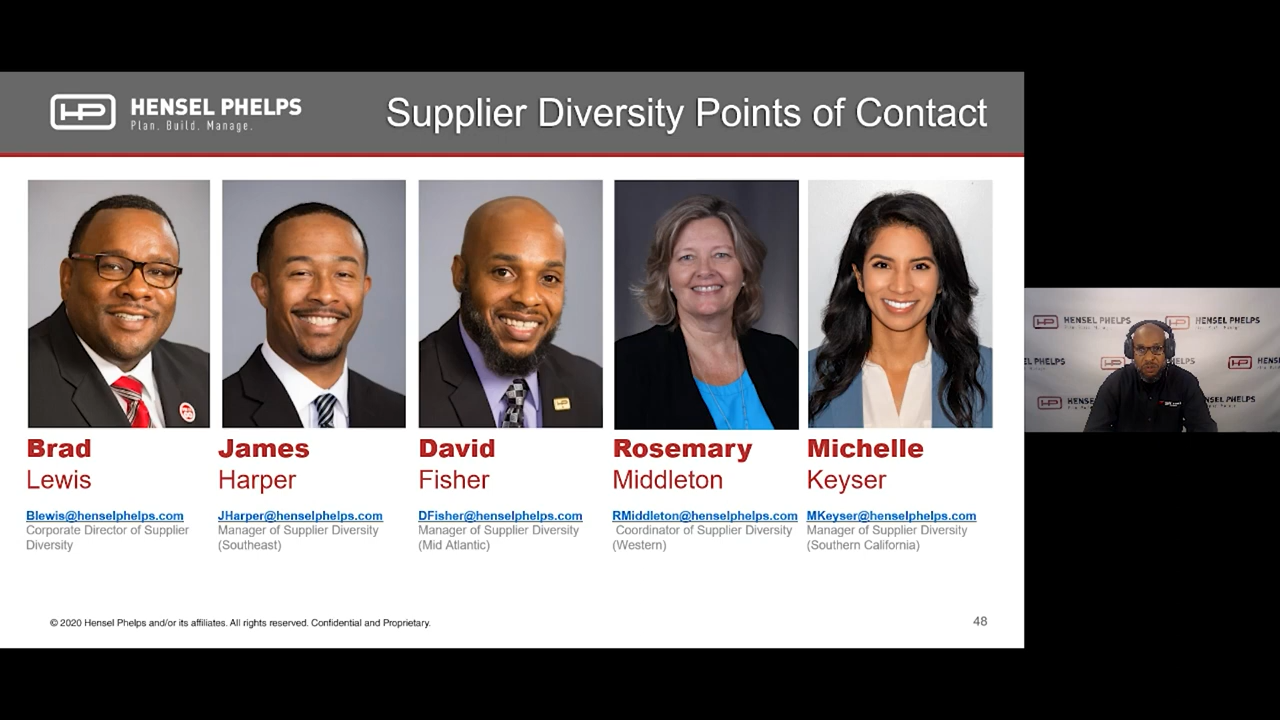 HENSEL PHELPS
Plan. Build. Manage.
Supplier Diversity Points of Contact
Brad
Lewis
Blewis@henselphelps.com
Corporate Director of Supplier
Diversity
James
Harper
JHarper@henselphelps.com
Manager of Supplier Diversity
(Southeast)
David
Fisher
DFisher@henselphelps.com
Manager of Supplier Diversity
(Mid Atlantic)
Rosemary
Middleton
RMiddleton@henselphelps.com
Coordinator of Supplier Diversity
(Western)
Michelle
Keyser
MKeyser@henselphelps.com
Manager of Supplier Diversity
(Southern California)
© 2020 Hensel Phelps and/or its affiliates. All rights reserved. Confidential and Proprietary.
48
HENSEL PHELPS
HENSEL PHELPS